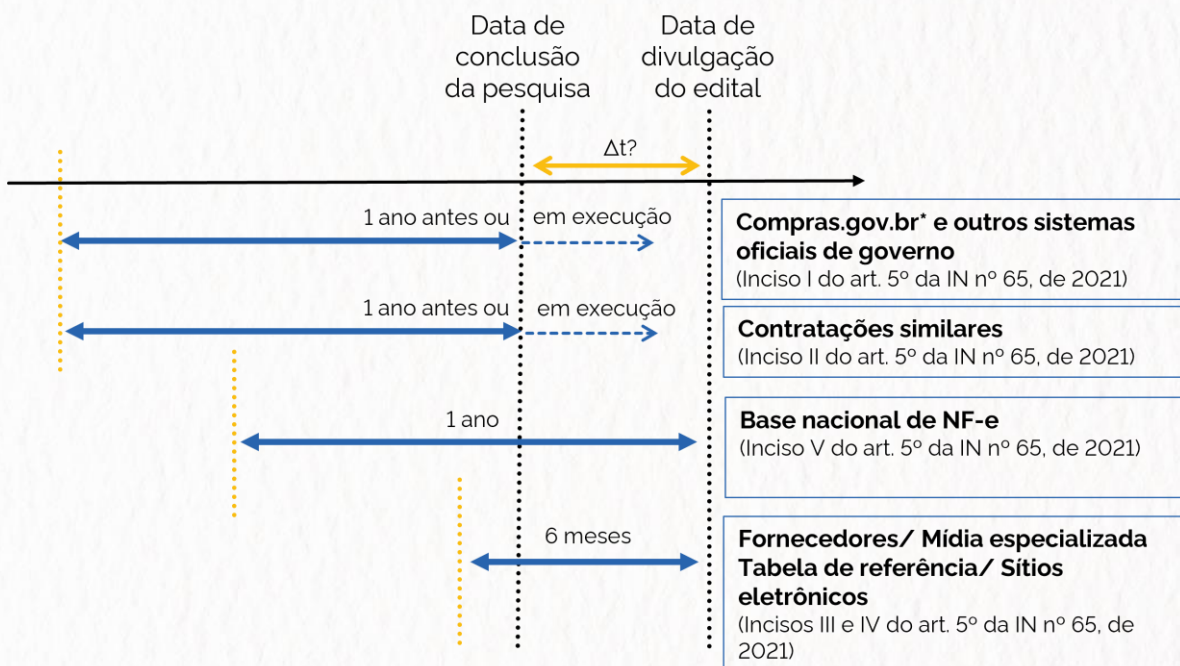 Data de
conclusão
da pesquisa
Data de
divulgação
do edital
Δt?
1 ano antes ou
em execução
Compras.gov.br* e outros sistemas
oficiais de governo
(Inciso I do art. 5º da IN nº 65, de 2021)
1 ano antes ou
em execução
Contratações similares
(Inciso II do art. 5º da IN nº 65, de 2021)
1 ano
Base nacional de NF-e
(Inciso V do art. 5º da IN nº 65, de 2021)
6 meses
Fornecedores/ Mídia especializada
Tabela de referência/ Sítios
eletrônicos
(Incisos III e IV do art. 5º da IN nº 65, de
2021)